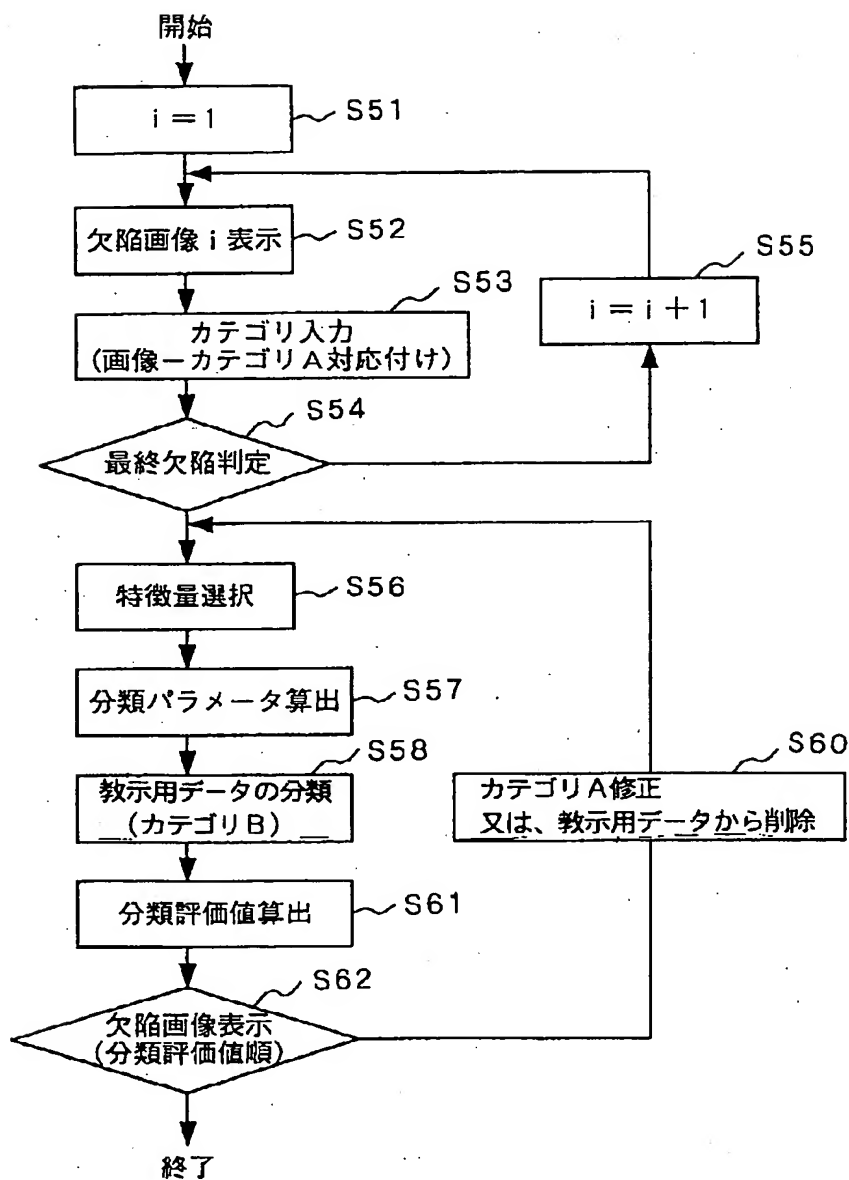 開始
i=1
S51
欠陥画像i表示
S52
S53
カテゴリ入力
(画像ーカテゴリA対応付け)
S54
最終欠陥判定
S55
i=i+1
特徴量選択
S56
分類パラメータ算出
S57
S58
教示用データの分類
(カテゴリB)
S60
カテゴリA修正
又は、教示用データから削除
分類評価値算出
S61
S62
欠陥画像表示
(分類評価値順)
終了